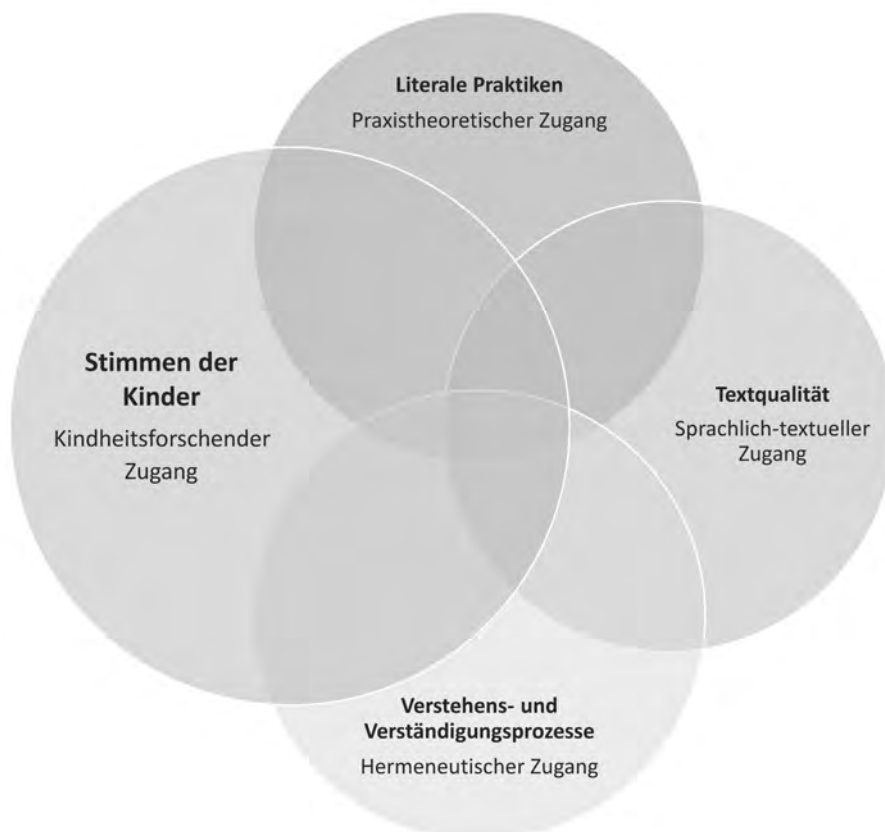 Literale Praktiken
Praxistheoretischer Zugang
Stimmen der
Kinder
Kindheitsforschender
Zugang
Textqualität
Sprachlich-textueller
Zugang
Verstehens- und
Verständigungsprozesse
Hermeneutischer Zugang